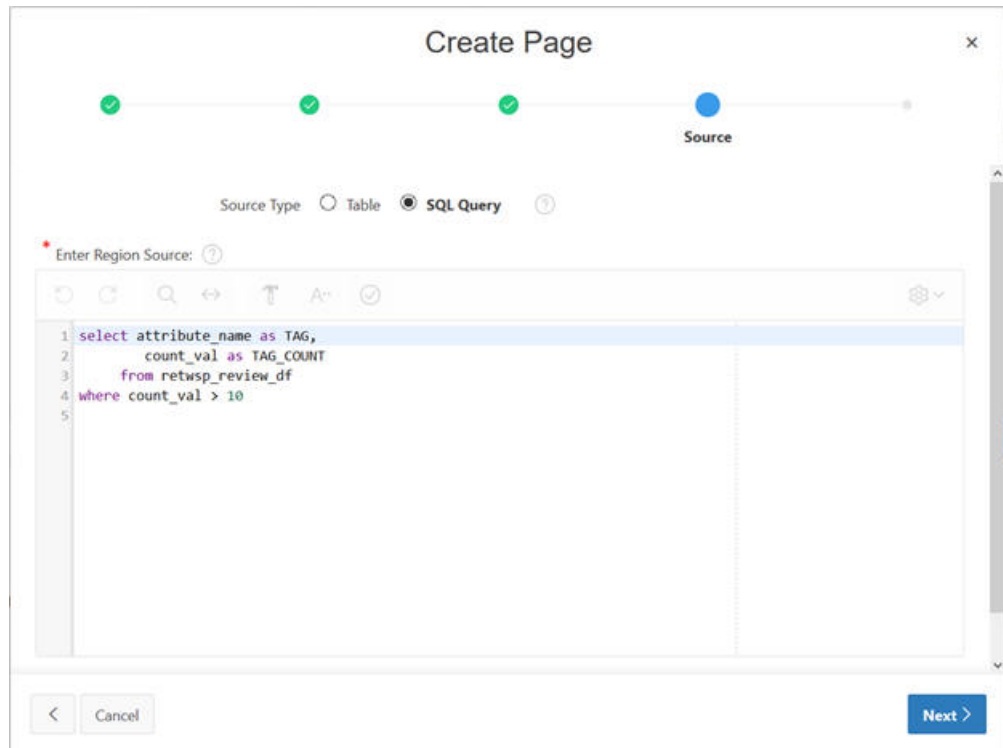 Create Page
×
Source
Source Type Table SQL Query ?
* Enter Region Source: ?
1 select attribute_name as TAG,
2 count_val as TAG_COUNT
3 from retwsp_review_df
4 where count_val > 10
5
Cancel Next